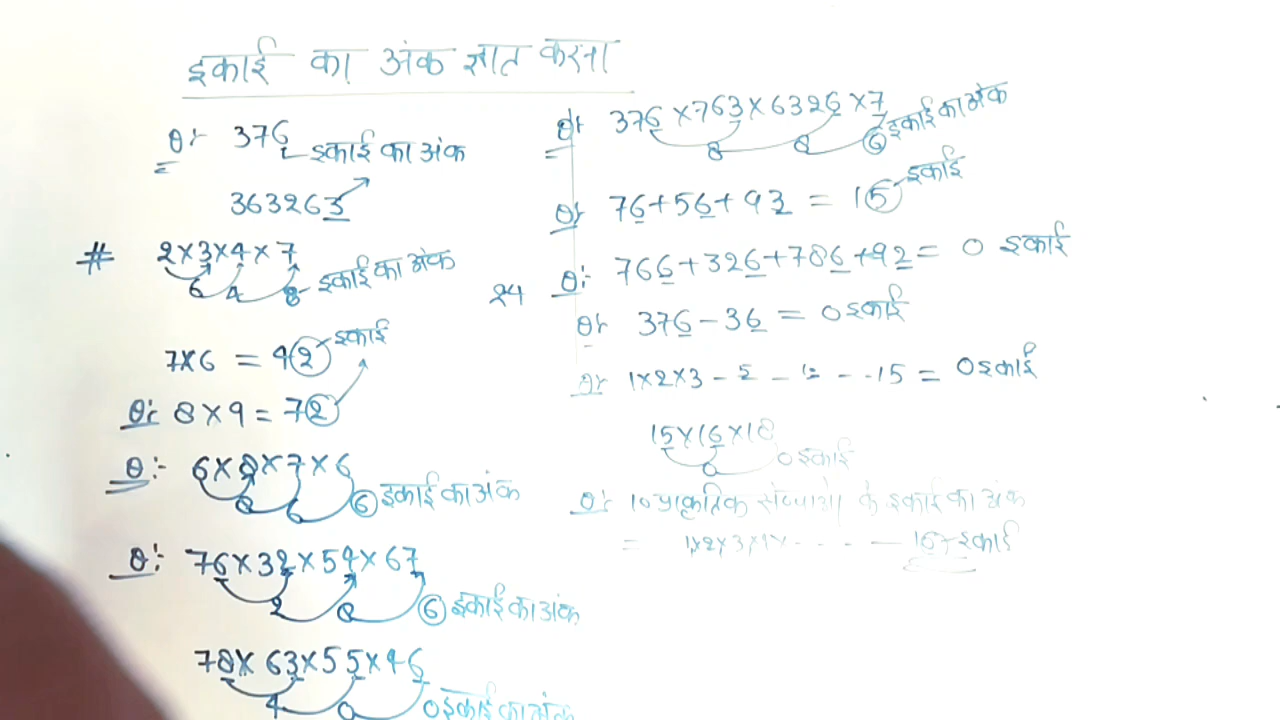 इकाई का अंक ज्ञात करना
Q:- 376
इकाई का अंक
363263
# 2×3×4×7
6 4 8 इकाई का अंक
7×6 = 42 इकाई
Q: 8×9 = 72
Q:- 6×8×7×6
8 6 6 इकाई का अंक
Q:- 76×32×54×67
2 8 6 इकाई का अंक
78×63×55×46
4 0 0 इकाई का अंक
Q: 376×763×6326×7
8 8 6 इकाई का अंक
Q: 76+56+93 = 15 इकाई
24
Q:- 766+326+786+92 = 0 इकाई
Q: 376-36 = 0 इकाई
Q: 1×2×3 - 5 - 10 - - 15 = 0 इकाई
15×16×18
0 0 इकाई
Q: 10 प्राकृतिक संख्याओं के इकाई का अंक
= 1×2×3×4× - - - - इकाई